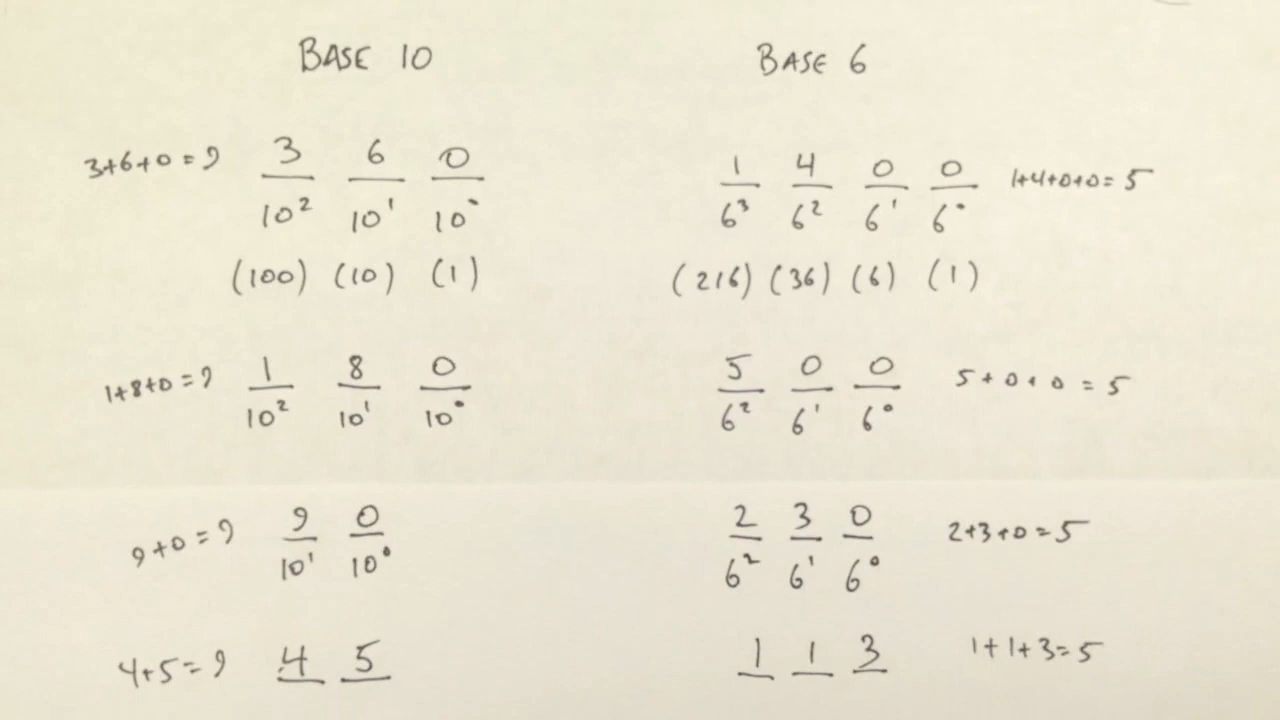 BASE 10 BASE 6
3+6+0=9 3 6 0 1 4 0 0 1+4+0+0=5
10² 10¹ 10⁰ 6³ 6² 6¹ 6⁰
(100) (10) (1) (216) (36) (6) (1)
1+8+0=9 1 8 0 5 0 0 5+0+0=5
10² 10¹ 10⁰ 6² 6¹ 6⁰
9+0=9 9 0 2 3 0 2+3+0=5
10¹ 10⁰ 6² 6¹ 6⁰
4+5=9 4 5 1 1 3 1+1+3=5